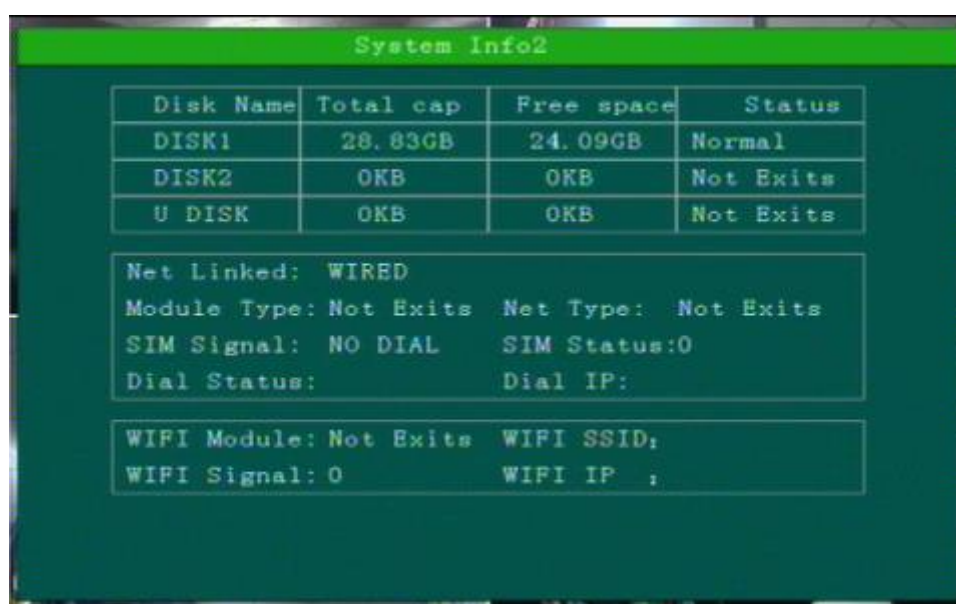 System Info2
Disk Name Total cap Free space Status
DISK1 28.83GB 24.09GB Normal
DISK2 0KB 0KB Not Exits
U DISK 0KB 0KB Not Exits
Net Linked: WIRED
Module Type: Not Exits Net Type: Not Exits
SIM Signal: NO DIAL SIM Status:0
Dial Status: Dial IP:
WIFI Module: Not Exits WIFI SSID:
WIFI Signal: 0 WIFI IP :